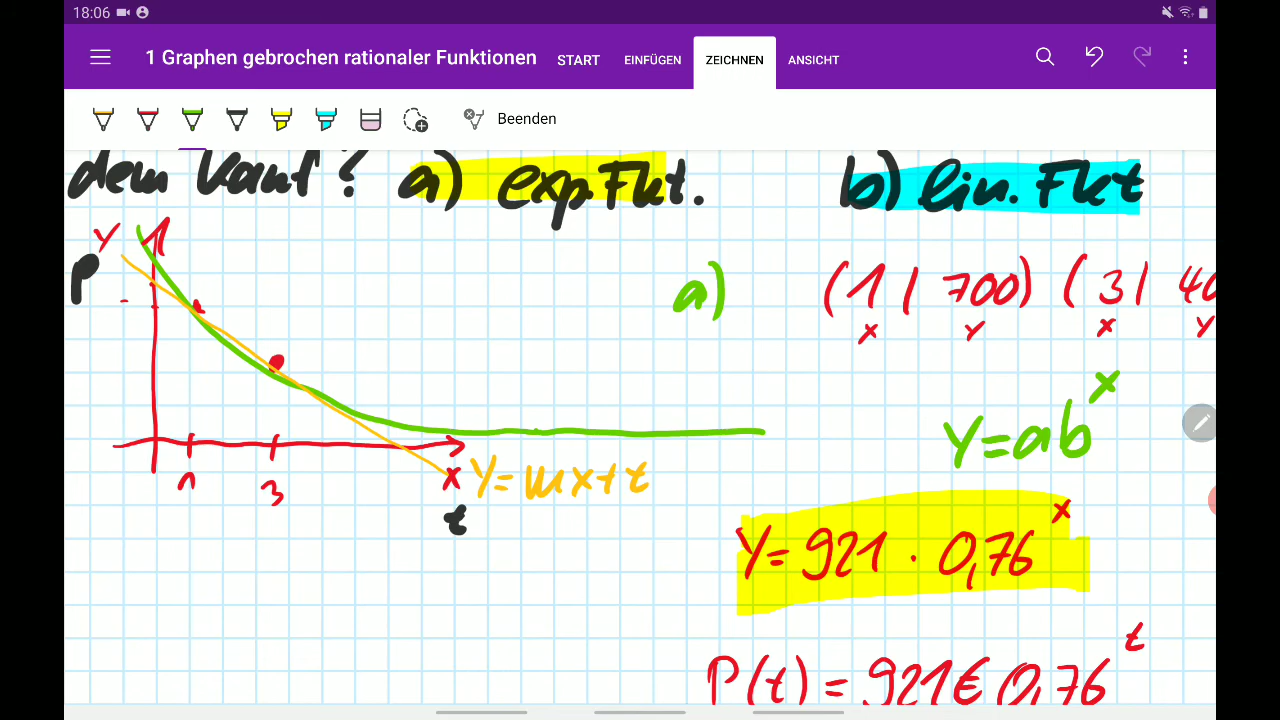 18:06
1 Graphen gebrochen rationaler Funktionen START EINFÜGEN ZEICHNEN ANSICHT
Beenden
dem Kauf? a) exp.Fkt. b) lin. Fkt
y
P
a) (1 | 700) (3 | 40
x y x y
y=ab^x
1 3 x y=mx+t
t
y=921 · 0,76^x
P(t) = 921€ 0,76^t